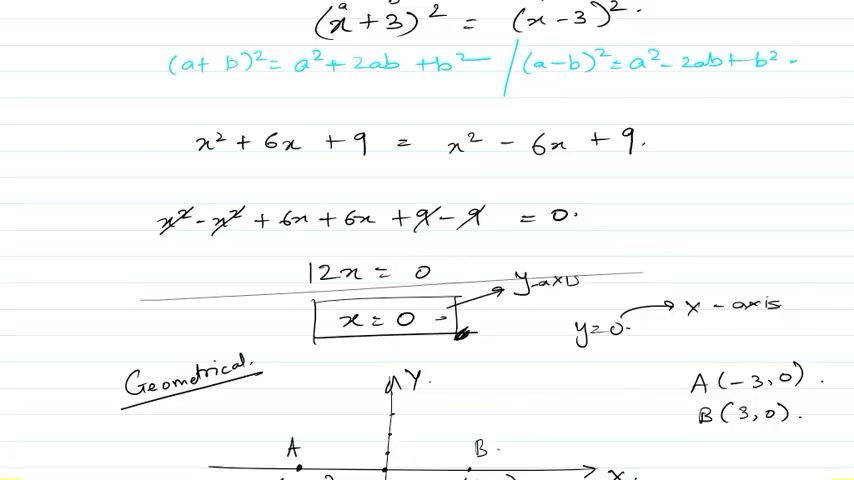 (x + 3)² = (x - 3)².
(a + b)² = a² + 2ab + b² / (a - b)² = a² - 2ab + b².
x² + 6x + 9 = x² - 6x + 9.
x² - x² + 6x + 6x + 9 - 9 = 0.
12x = 0
x = 0 → y-axis
y = 0. → x - axis
Geometrical.
Y.
A (-3, 0).
B (3, 0).
A B.
X